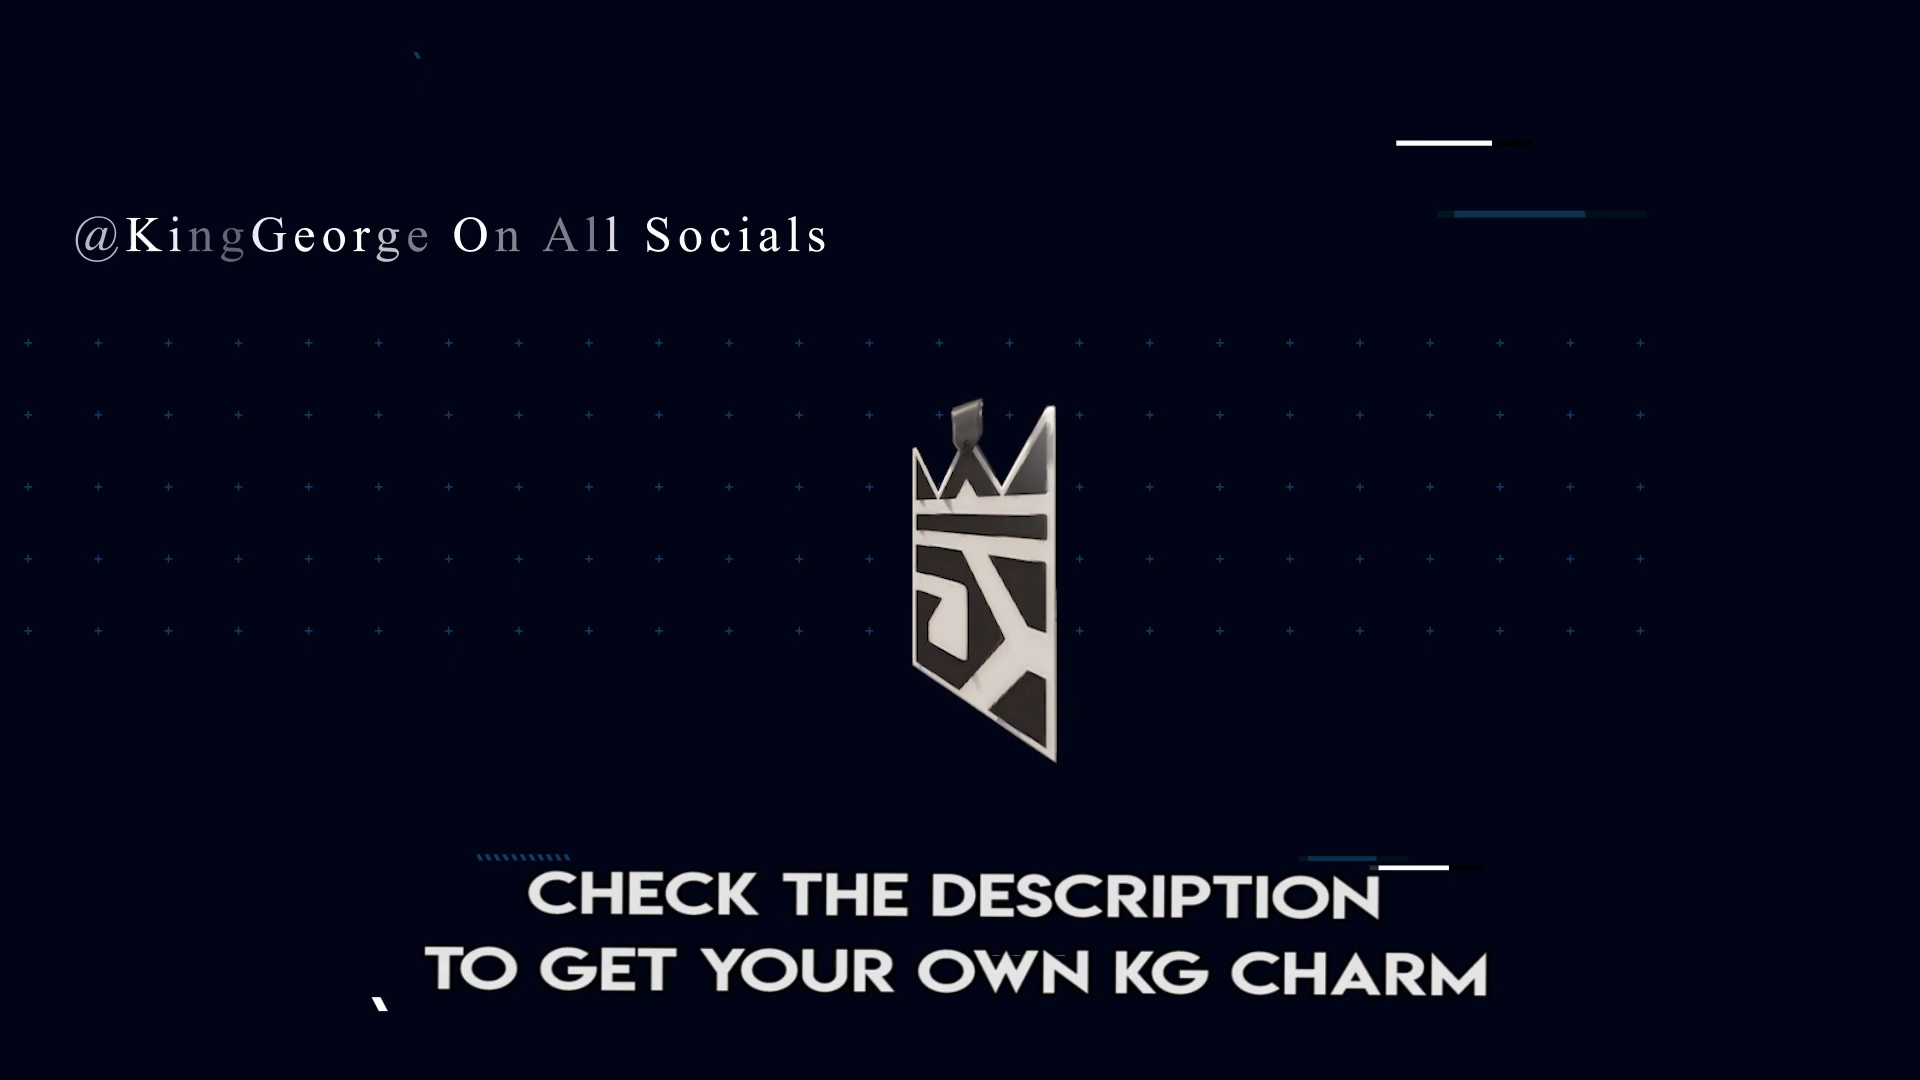 @KingGeorge On All Socials
CHECK THE DESCRIPTION
TO GET YOUR OWN KG CHARM